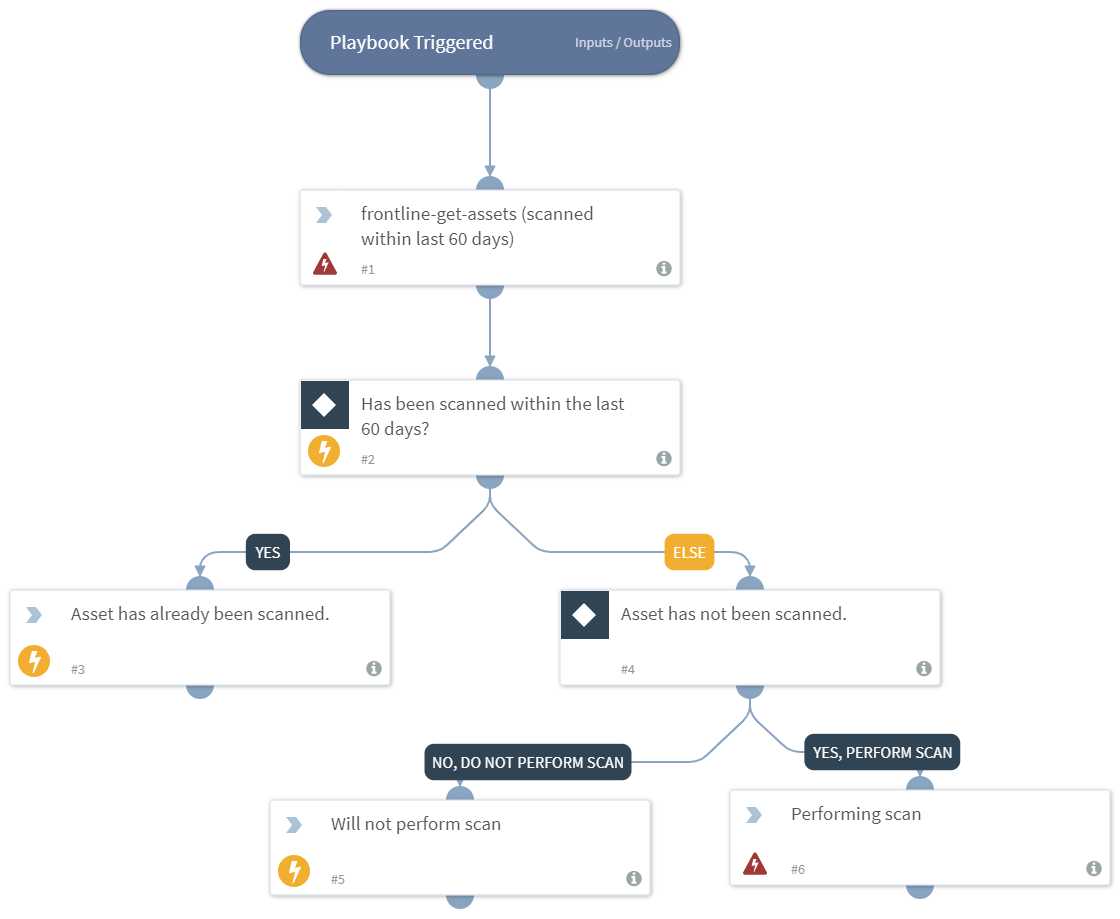 Playbook Triggered
Inputs / Outputs
frontline-get-assets (scanned
within last 60 days)
#1
Has been scanned within the last
60 days?
#2
YES
ELSE
Asset has already been scanned.
#3
Asset has not been scanned.
#4
NO, DO NOT PERFORM SCAN
YES, PERFORM SCAN
Will not perform scan
#5
Performing scan
#6